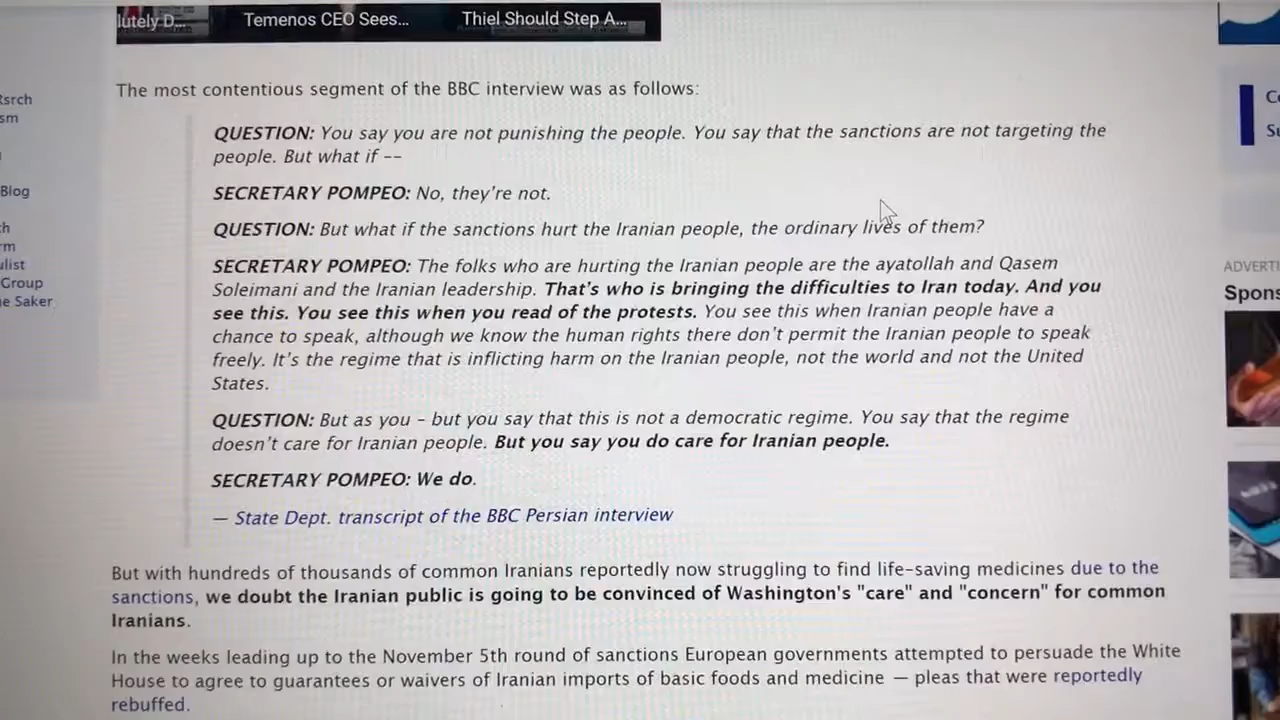 lutely D...
Temenos CEO Sees...
Thiel Should Step A...
The most contentious segment of the BBC interview was as follows:
QUESTION: You say you are not punishing the people. You say that the sanctions are not targeting the
people. But what if --
SECRETARY POMPEO: No, they're not.
QUESTION: But what if the sanctions hurt the Iranian people, the ordinary lives of them?
SECRETARY POMPEO: The folks who are hurting the Iranian people are the ayatollah and Qasem
Soleimani and the Iranian leadership. That's who is bringing the difficulties to Iran today. And you
see this. You see this when you read of the protests. You see this when Iranian people have a
chance to speak, although we know the human rights there don't permit the Iranian people to speak
freely. It's the regime that is inflicting harm on the Iranian people, not the world and not the United
States.
QUESTION: But as you – but you say that this is not a democratic regime. You say that the regime
doesn't care for Iranian people. But you say you do care for Iranian people.
SECRETARY POMPEO: We do.
— State Dept. transcript of the BBC Persian interview
But with hundreds of thousands of common Iranians reportedly now struggling to find life-saving medicines due to the
sanctions, we doubt the Iranian public is going to be convinced of Washington's "care" and "concern" for common
Iranians.
In the weeks leading up to the November 5th round of sanctions European governments attempted to persuade the White
House to agree to guarantees or waivers of Iranian imports of basic foods and medicine — pleas that were reportedly
rebuffed.
Rsrch
sm
Blog
ch
rm
ulist
Group
e Saker
Co
Su
ADVERTI
Spons